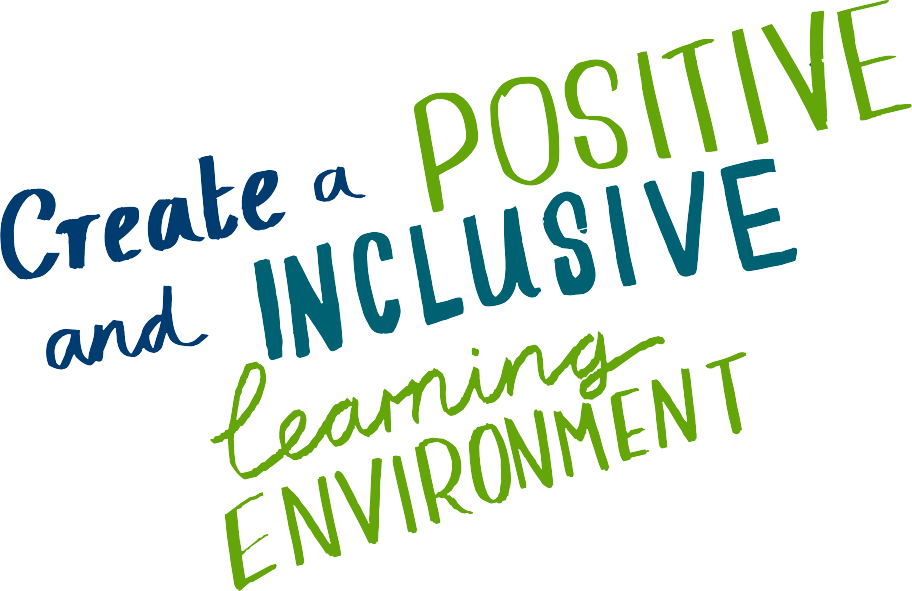 Create a POSITIVE
and INCLUSIVE
learning
ENVIRONMENT